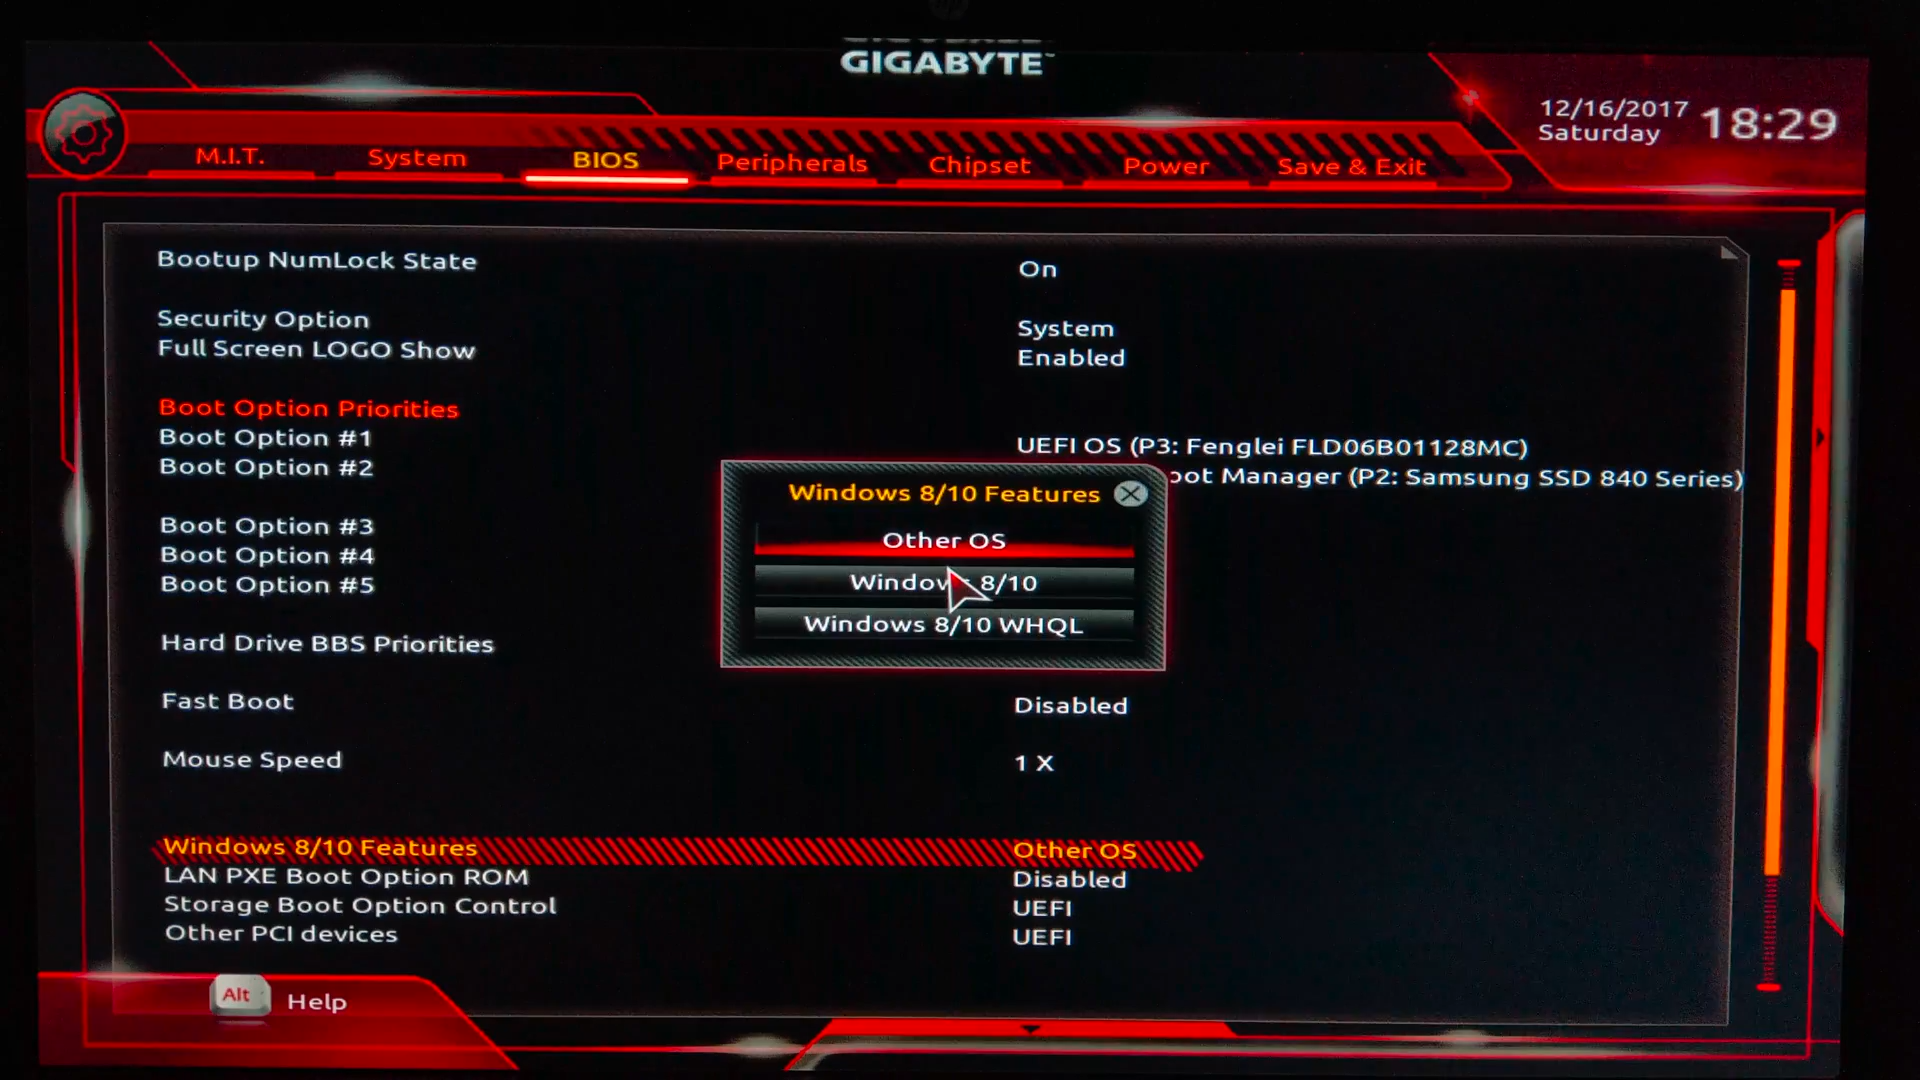 GIGABYTE
12/16/2017
Saturday
18:29
M.I.T. System BIOS Peripherals Chipset Power Save & Exit
Bootup NumLock State On
Security Option System
Full Screen LOGO Show Enabled
Boot Option Priorities
Boot Option #1 UEFI OS (P3: Fenglei FLD06B01128MC)
Boot Option #2 oot Manager (P2: Samsung SSD 840 Series)
Boot Option #3
Boot Option #4
Boot Option #5
Hard Drive BBS Priorities
Fast Boot Disabled
Mouse Speed 1 X
Windows 8/10 Features Other OS
LAN PXE Boot Option ROM Disabled
Storage Boot Option Control UEFI
Other PCI devices UEFI
Windows 8/10 Features
Other OS
Windows 8/10
Windows 8/10 WHQL
Alt Help